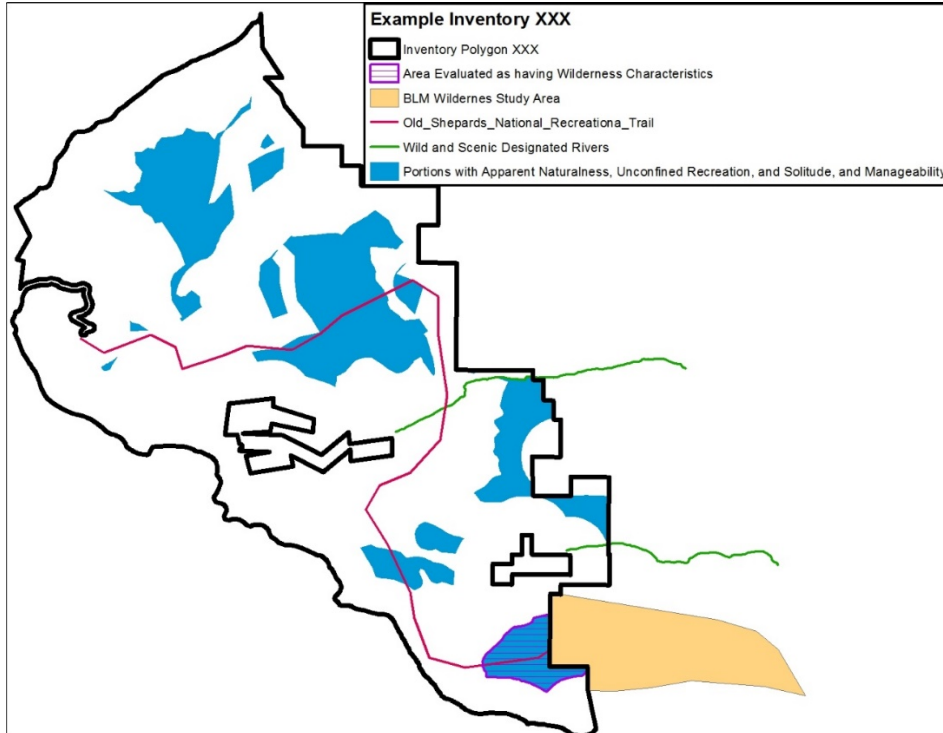 Example Inventory XXX
Inventory Polygon XXX
Area Evaluated as having Wilderness Characteristics
BLM Wildernes Study Area
Old_Shepards_National_Recreationa_Trail
Wild and Scenic Designated Rivers
Portions with Apparent Naturalness, Unconfined Recreation, and Solitude, and Manageability